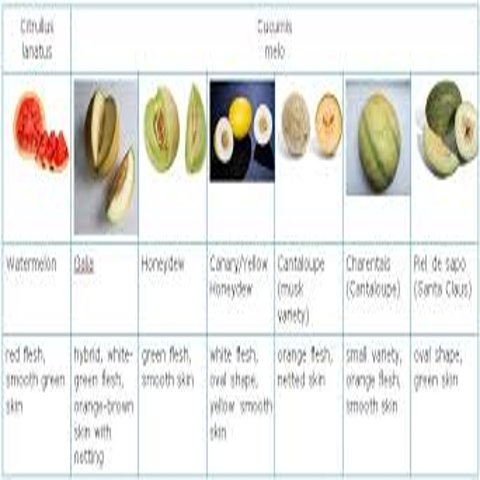 Citrullus
lanatus
Cucumis
melo
Watermelon
Galia
Honeydew
Canary/Yellow
Honeydew
Cantaloupe
(musk
variety)
Charentais
(Cantaloupe)
Piel de sapo
(Santa Claus)
red flesh,
smooth green
skin
hybrid, white-
green flesh,
orange-brown
skin with
netting
green flesh,
smooth skin
white flesh,
oval shape,
yellow smooth
skin
orange flesh,
netted skin
small variety,
orange flesh,
smooth skin
oval shape,
green skin